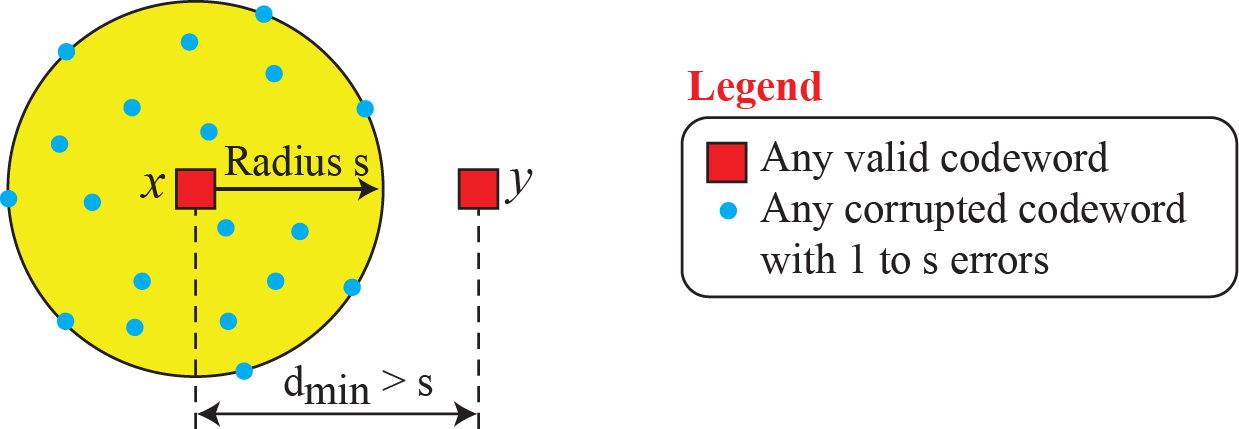 x
Radius s
y
dmin > s
Legend
Any valid codeword
Any corrupted codeword
with 1 to s errors